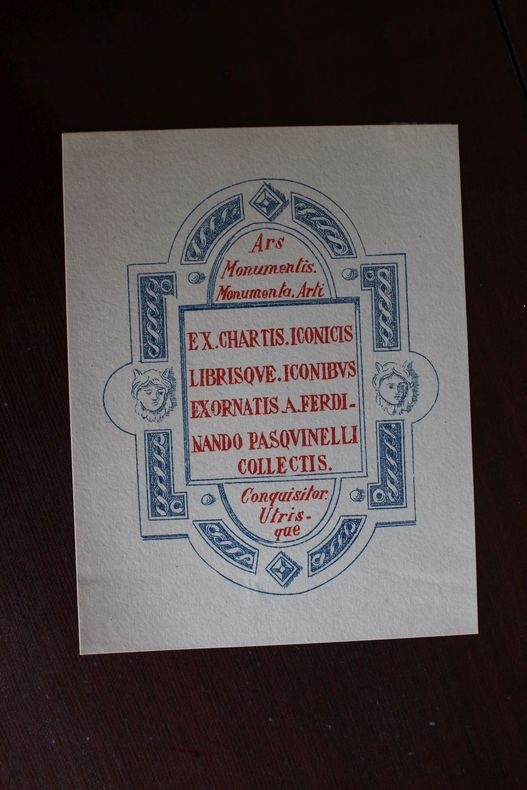 Ars
Monumentis.
Monumenta. Arti
EX. CHARTIS. ICONICIS
LIBRISQVE. ICONIBVS
EXORNATIS. A. FERDI-
NANDO PASQVINELLI
COLLECTIS.
Conquisitor.
Utris-
que